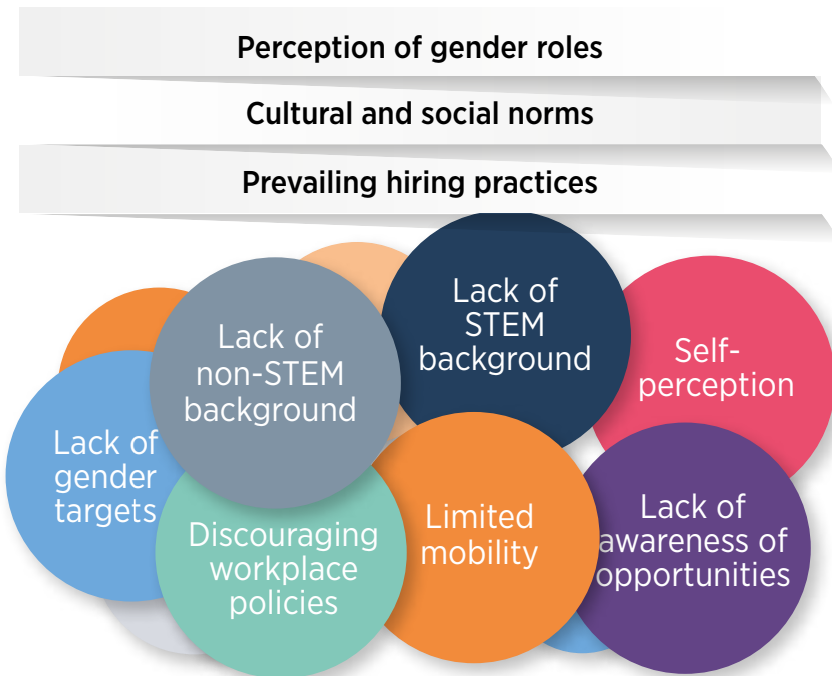 Perception of gender roles
Cultural and social norms
Prevailing hiring practices
Lack of
non-STEM
background
Lack of
STEM
background
Self-
perception
Lack of
gender
targets
Discouraging
workplace
policies
Limited
mobility
Lack of
awareness of
opportunities